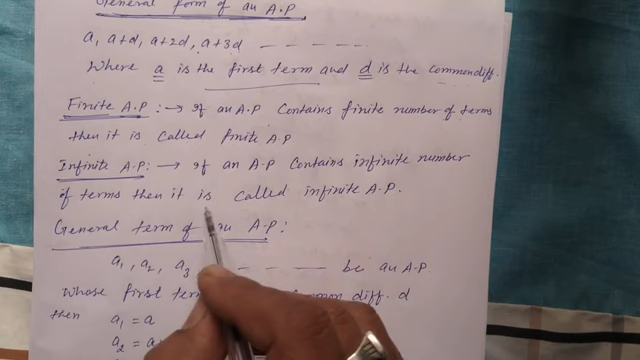 General form of an A.P
a, a+d, a+2d, a+3d ------
Where a is the first term and d is the common diff.
Finite A.P :→ If an A.P Contains finite number of terms
then it is Called finite A.P
Infinite A.P: → If an A.P Contains infinite number
of terms then it is Called infinite A.P.
General term of an A.P:
a₁, a₂, a₃ ------ be an A.P.
Whose first term common diff. d
then a₁ = a
a₂ = a+